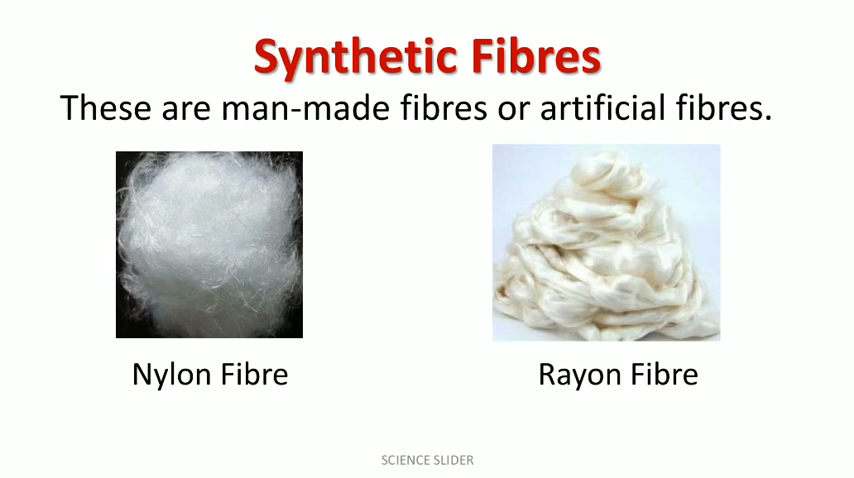 Synthetic Fibres
These are man-made fibres or artificial fibres.
Nylon Fibre
Rayon Fibre
SCIENCE SLIDER